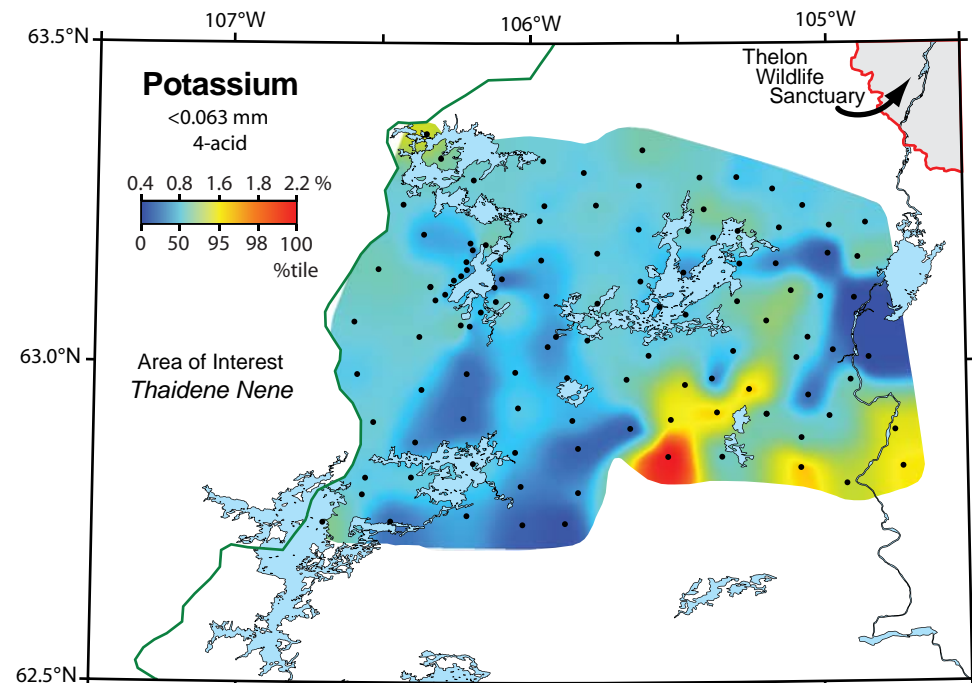 107°W 106°W 105°W
63.5°N
Thelon
Wildlife
Sanctuary
Potassium
<0.063 mm
4-acid
0.4 0.8 1.6 1.8 2.2 %
0 50 95 98 100
%tile
63.0°N
Area of Interest
Thaidene Nene
62.5°N